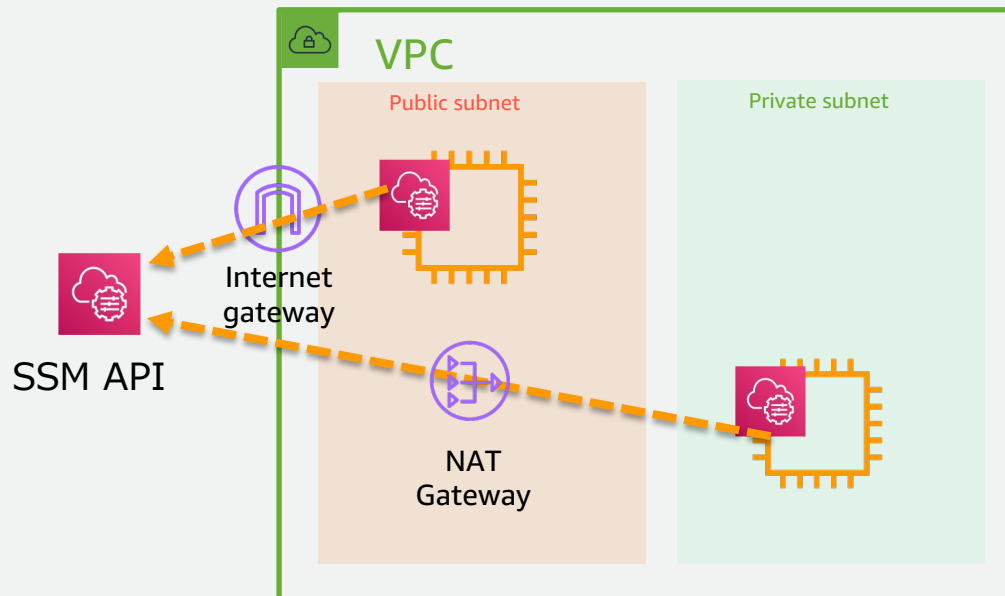 VPC
Public subnet
Private subnet
Internet
gateway
SSM API
NAT
Gateway